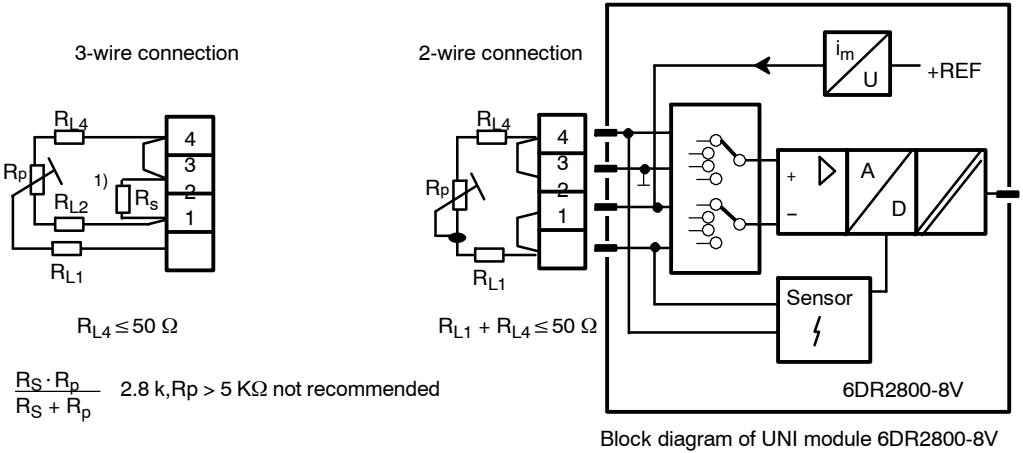 3-wire connection
2-wire connection
i_m
U
+REF
R_L4
4
3
2
1
R_p
1)
R_s
R_L2
R_L1
R_L4
4
3
2
1
R_p
R_L1
+
−
A
D
Sensor
R_L4 ≤ 50 Ω
R_L1 + R_L4 ≤ 50 Ω
R_S · R_p
R_S + R_p
2.8 k,Rp > 5 KΩ not recommended
6DR2800-8V
Block diagram of UNI module 6DR2800-8V